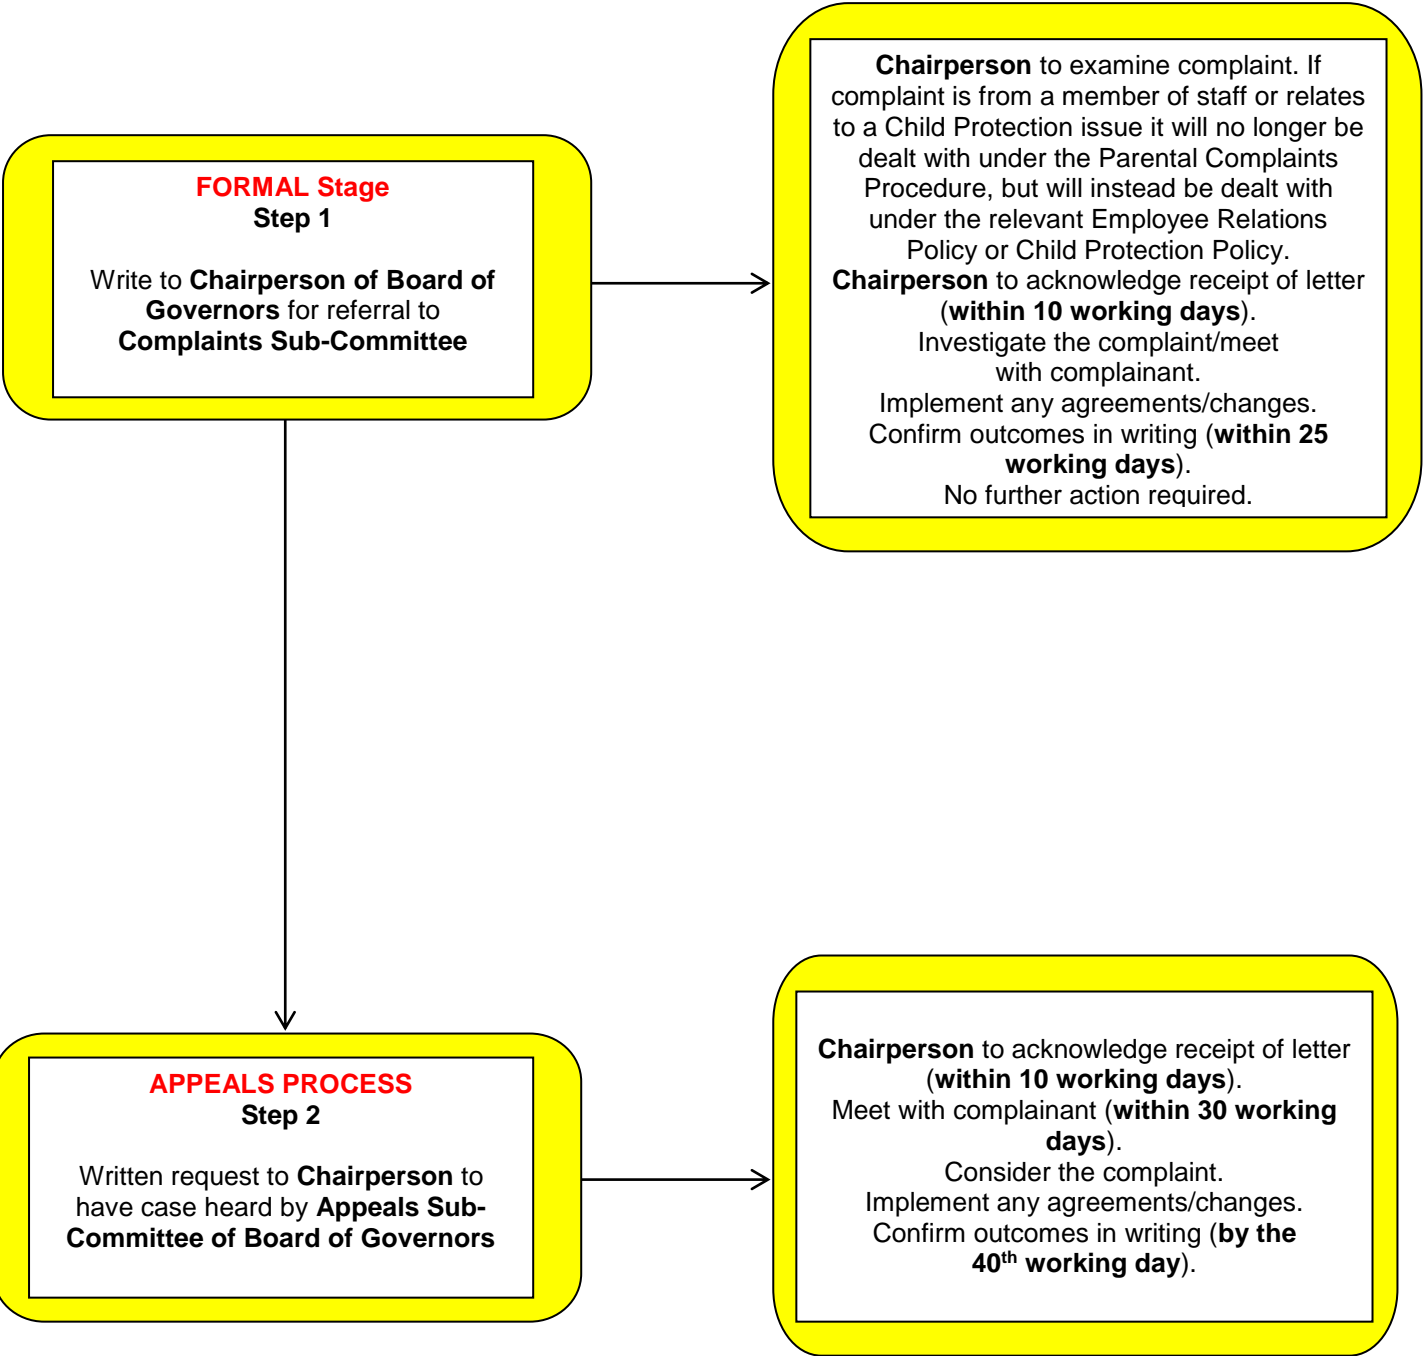 FORMAL Stage
Step 1
Write to Chairperson of Board of
Governors for referral to
Complaints Sub-Committee
Chairperson to examine complaint. If
complaint is from a member of staff or relates
to a Child Protection issue it will no longer be
dealt with under the Parental Complaints
Procedure, but will instead be dealt with
under the relevant Employee Relations
Policy or Child Protection Policy.
Chairperson to acknowledge receipt of letter
(within 10 working days).
Investigate the complaint/meet
with complainant.
Implement any agreements/changes.
Confirm outcomes in writing (within 25
working days).
No further action required.
APPEALS PROCESS
Step 2
Written request to Chairperson to
have case heard by Appeals Sub-
Committee of Board of Governors
Chairperson to acknowledge receipt of letter
(within 10 working days).
Meet with complainant (within 30 working
days).
Consider the complaint.
Implement any agreements/changes.
Confirm outcomes in writing (by the
40th working day).